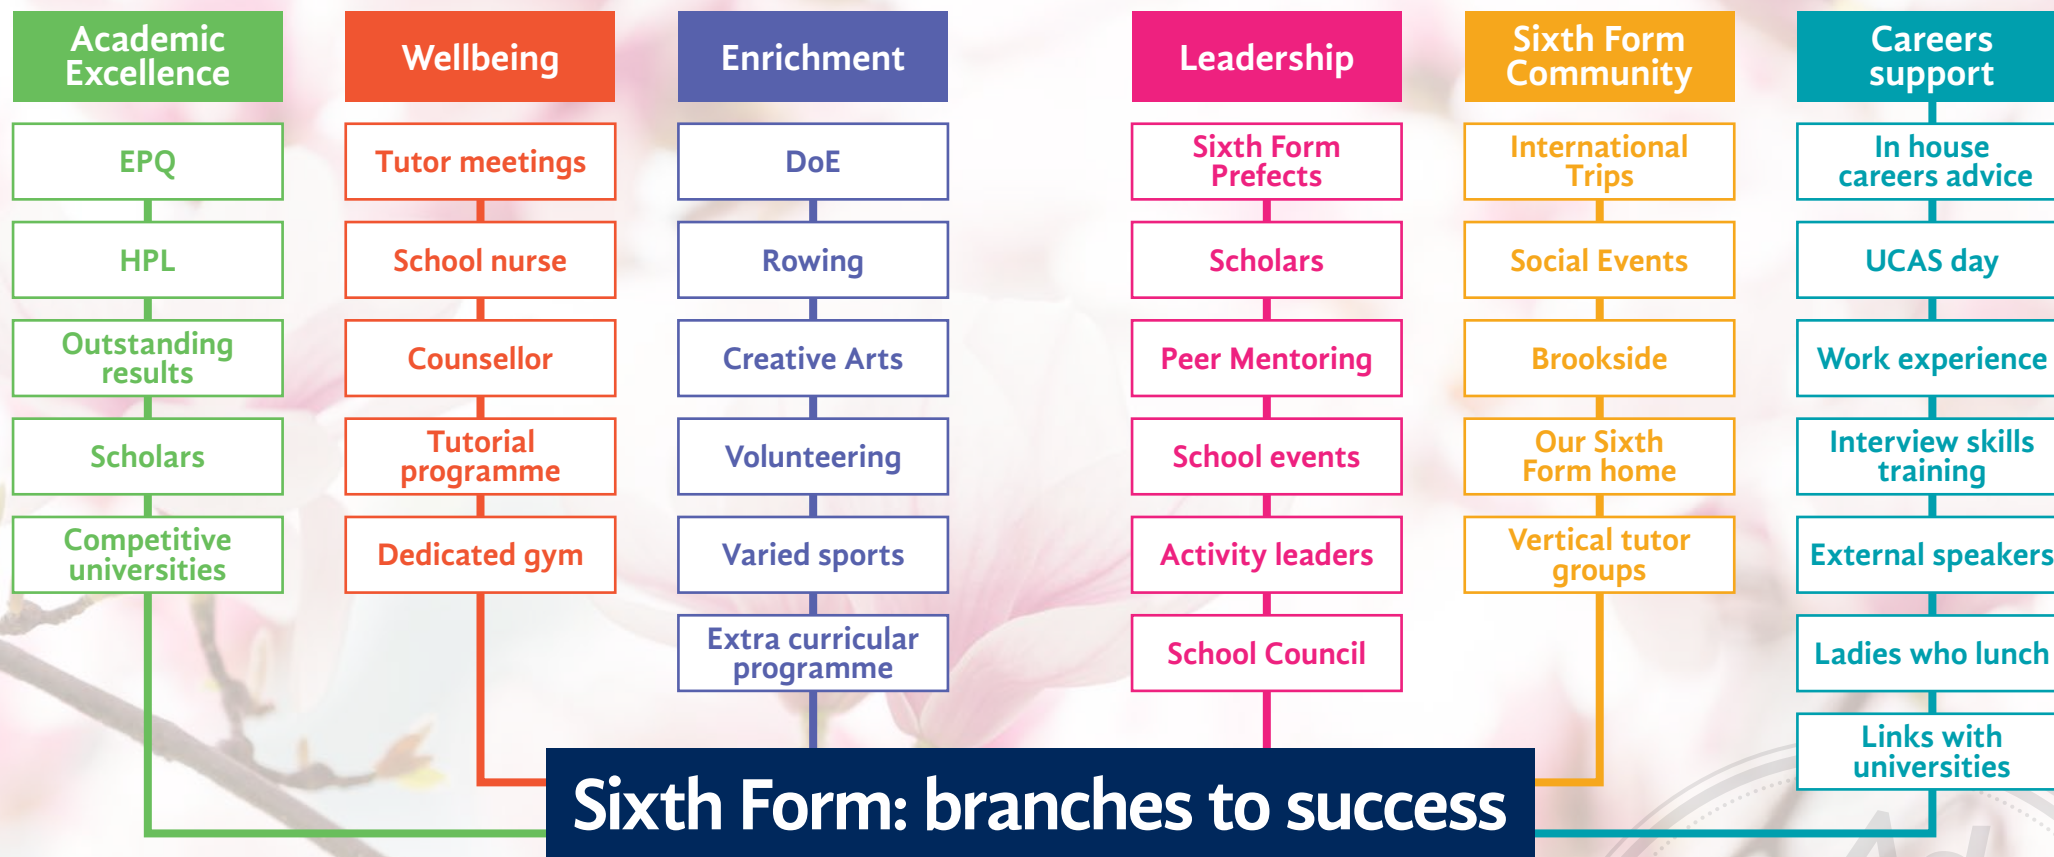 Academic
Excellence
EPQ
HPL
Outstanding
results
Scholars
Competitive
universities
Wellbeing
Tutor meetings
School nurse
Counsellor
Tutorial
programme
Dedicated gym
Enrichment
DoE
Rowing
Creative Arts
Volunteering
Varied sports
Extra curricular
programme
Leadership
Sixth Form
Prefects
Scholars
Peer Mentoring
School events
Activity leaders
School Council
Sixth Form
Community
International
Trips
Social Events
Brookside
Our Sixth
Form home
Vertical tutor
groups
Careers
support
In house
careers advice
UCAS day
Work experience
Interview skills
training
External speakers
Ladies who lunch
Links with
universities
Sixth Form: branches to success